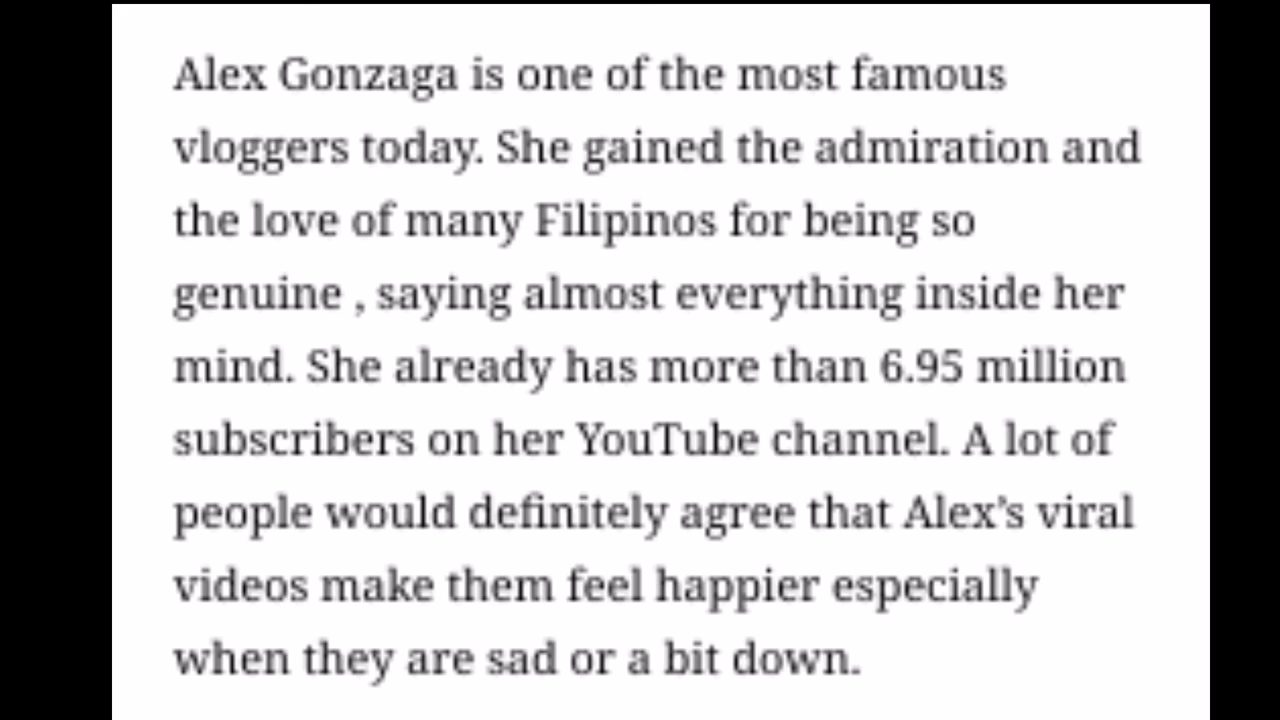 Alex Gonzaga is one of the most famous
vloggers today. She gained the admiration and
the love of many Filipinos for being so
genuine , saying almost everything inside her
mind. She already has more than 6.95 million
subscribers on her YouTube channel. A lot of
people would definitely agree that Alex’s viral
videos make them feel happier especially
when they are sad or a bit down.